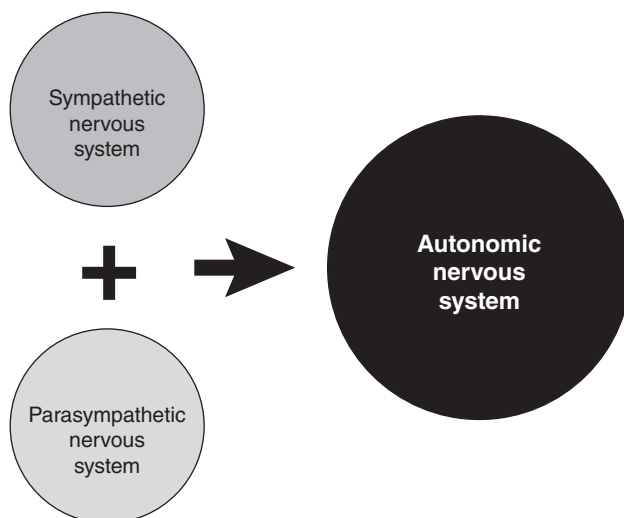 Sympathetic
nervous
system
+
Parasympathetic
nervous
system
Autonomic
nervous
system